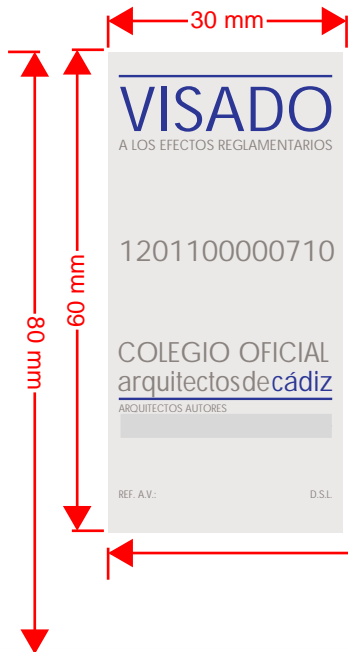 30 mm
VISADO
A LOS EFECTOS REGLAMENTARIOS
1201100000710
60 mm
80 mm
COLEGIO OFICIAL
arquitectosdecádiz
ARQUITECTOS AUTORES
REF. A.V.: D.S.L.